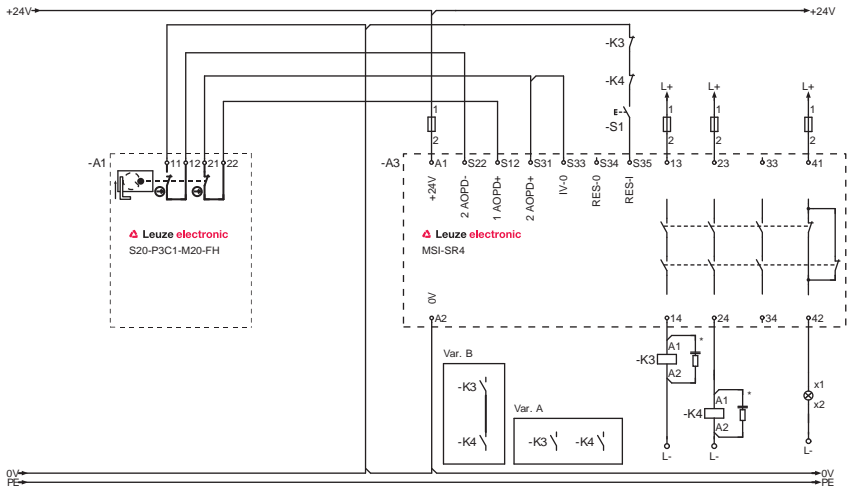 +24V +24V
-K3
-K4
E--
-S1
L+ L+ L+
1 1 1 1
2 2 2 2
-A1 11 12 21 22
-A3 A1 S22 S12 S31 S33 S34 S35 13 23 33 41
+24V
2 AOPD-
1 AOPD+
2 AOPD+
IV-0
RES-0
RES-I
Leuze electronic
S20-P3C1-M20-FH
Leuze electronic
MSI-SR4
0V
A2 14 24 34 42
Var. B
-K3
-K4
Var. A
-K3 -K4
-K3 A1 A2 *
-K4 A1 A2 *
x1
x2
L- L- L-
0V 0V
PE PE